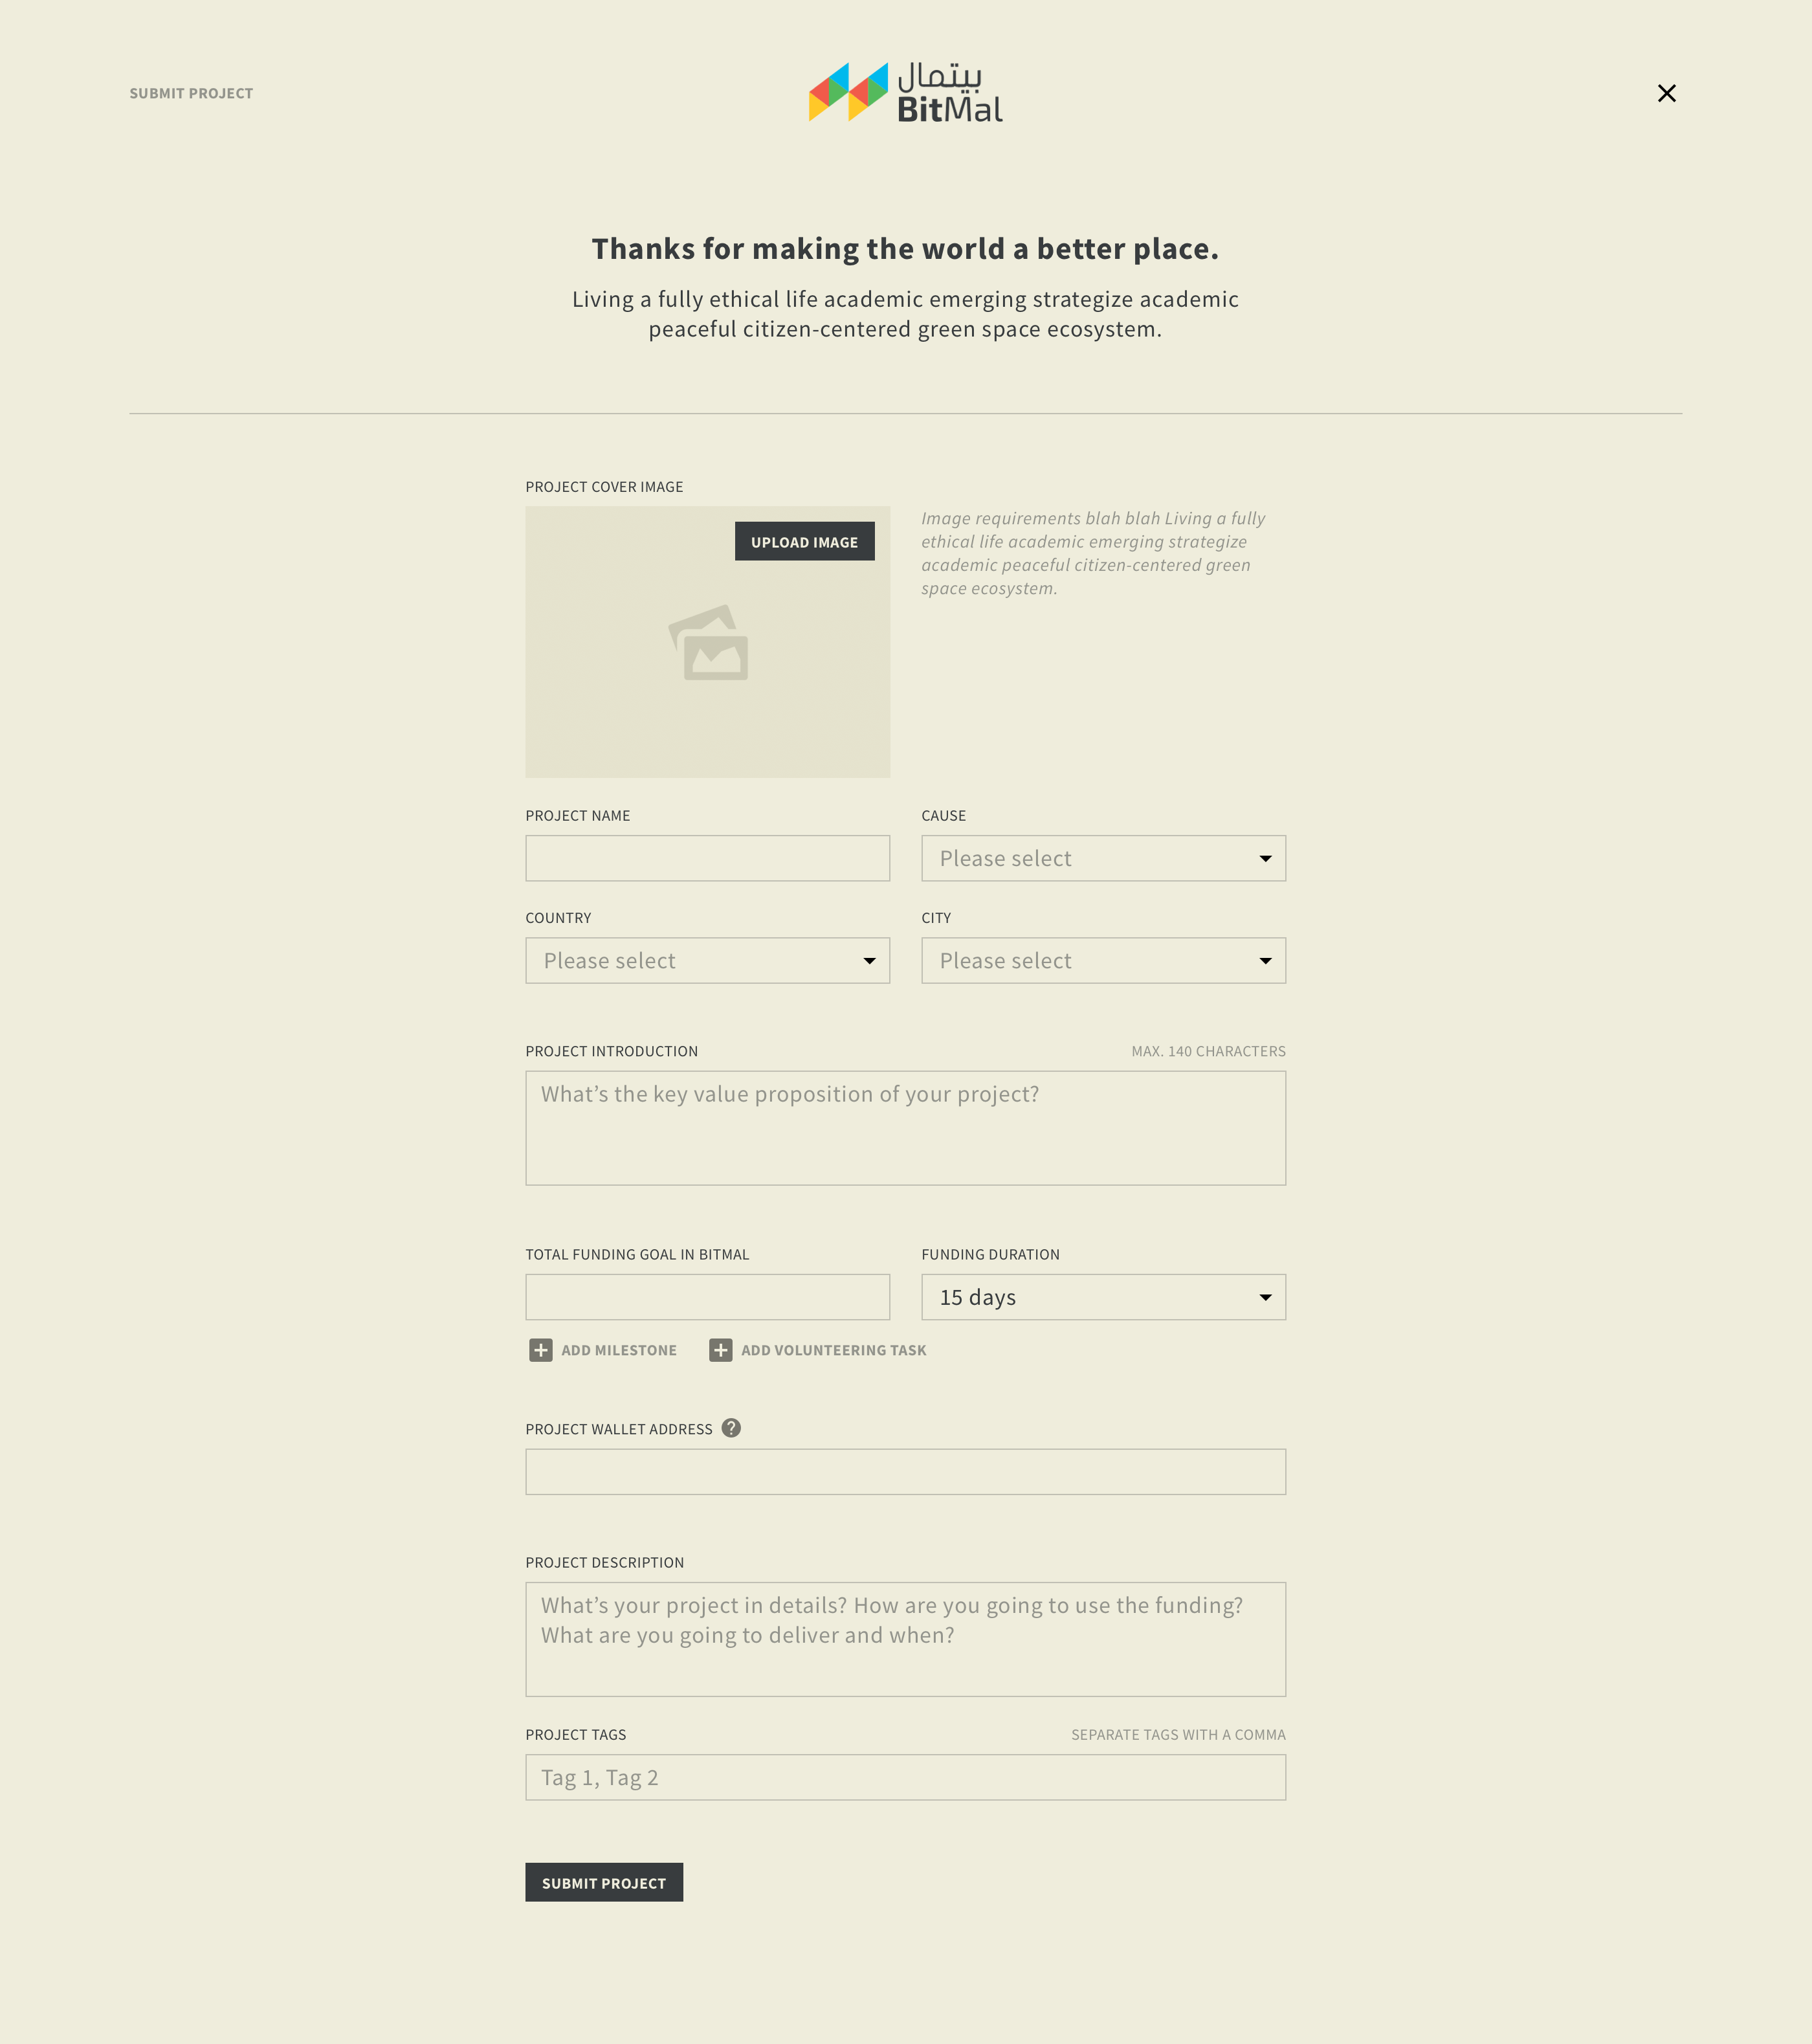 SUBMIT PROJECT
بيتمال
BitMal
Thanks for making the world a better place.
Living a fully ethical life academic emerging strategize academic
peaceful citizen-centered green space ecosystem.
PROJECT COVER IMAGE
UPLOAD IMAGE
Image requirements blah blah Living a fully
ethical life academic emerging strategize
academic peaceful citizen-centered green
space ecosystem.
PROJECT NAME
CAUSE
Please select
COUNTRY
CITY
Please select
Please select
PROJECT INTRODUCTION
MAX. 140 CHARACTERS
What’s the key value proposition of your project?
TOTAL FUNDING GOAL IN BITMAL
FUNDING DURATION
15 days
ADD MILESTONE
ADD VOLUNTEERING TASK
PROJECT WALLET ADDRESS ?
PROJECT DESCRIPTION
What’s your project in details? How are you going to use the funding?
What are you going to deliver and when?
PROJECT TAGS
SEPARATE TAGS WITH A COMMA
Tag 1, Tag 2
SUBMIT PROJECT